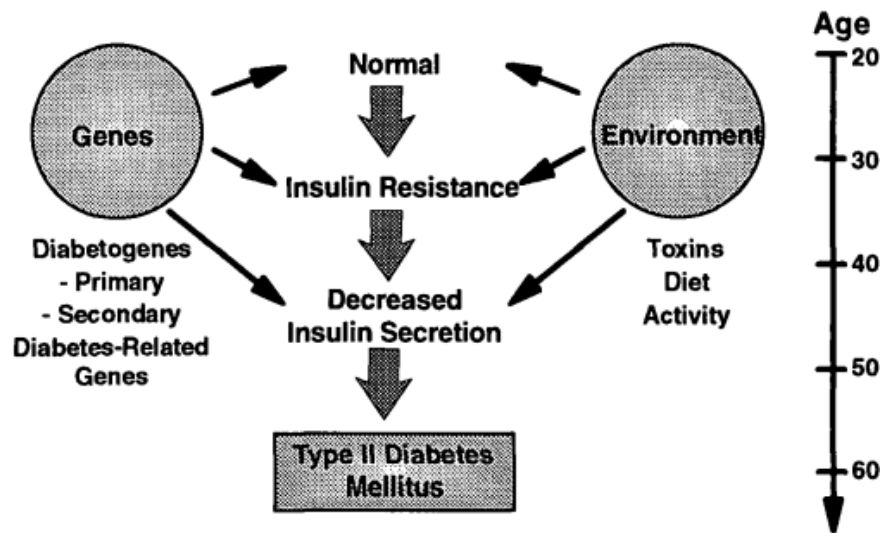 Age
20
Normal
Genes
Environment
30
Insulin Resistance
Diabetogenes
- Primary
- Secondary
Diabetes-Related
Genes
Toxins
Diet
Activity
40
Decreased
Insulin Secretion
50
Type II Diabetes
Mellitus
60